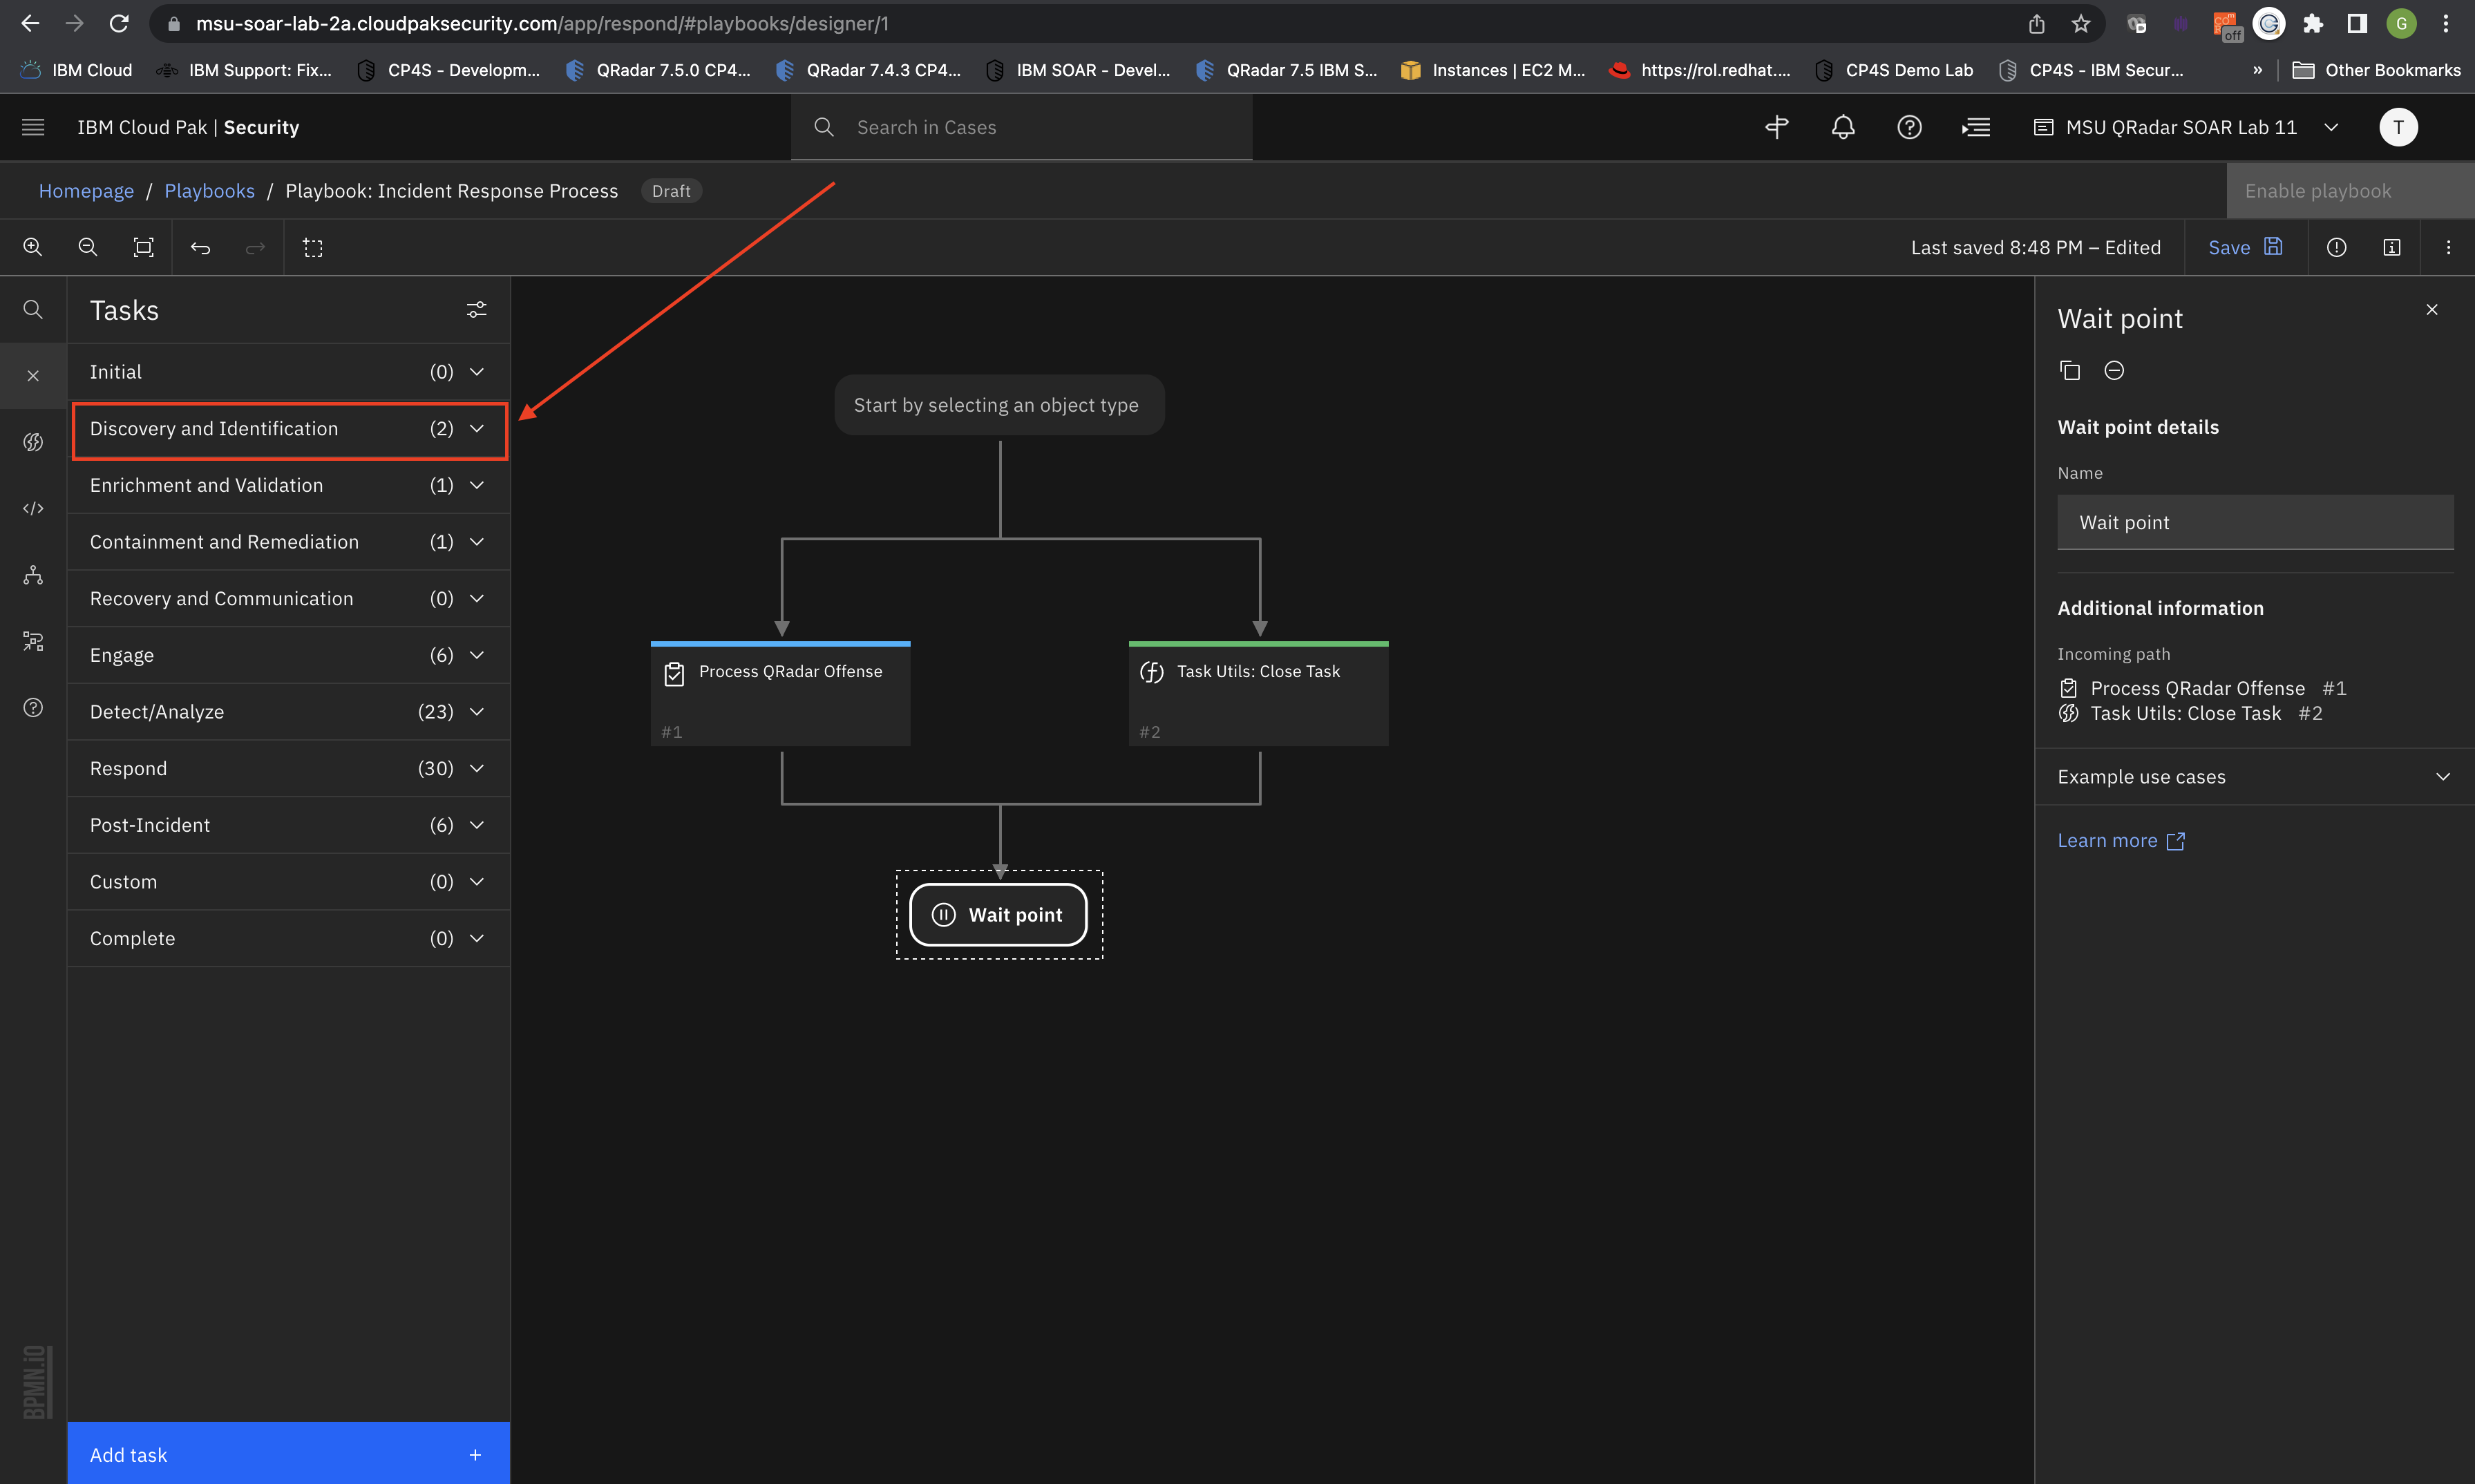 msu-soar-lab-2a.cloudpaksecurity.com/app/respond/#playbooks/designer/1
off
G
IBM Cloud
IBM Support: Fix...
CP4S - Developm...
QRadar 7.5.0 CP4...
QRadar 7.4.3 CP4...
IBM SOAR - Devel...
QRadar 7.5 IBM S...
Instances | EC2 M...
https://rol.redhat....
CP4S Demo Lab
CP4S - IBM Secur...
»
Other Bookmarks
IBM Cloud Pak | Security
Search in Cases
MSU QRadar SOAR Lab 11
T
Homepage / Playbooks / Playbook: Incident Response Process
Draft
Enable playbook
Last saved 8:48 PM – Edited
Save
Tasks
Initial (0)
Discovery and Identification (2)
Enrichment and Validation (1)
Containment and Remediation (1)
Recovery and Communication (0)
Engage (6)
Detect/Analyze (23)
Respond (30)
Post-Incident (6)
Custom (0)
Complete (0)
BPMN.iO
Add task +
Start by selecting an object type
Process QRadar Offense
#1
Task Utils: Close Task
#2
Wait point
Wait point
Wait point details
Name
Wait point
Additional information
Incoming path
Process QRadar Offense #1
Task Utils: Close Task #2
Example use cases
Learn more